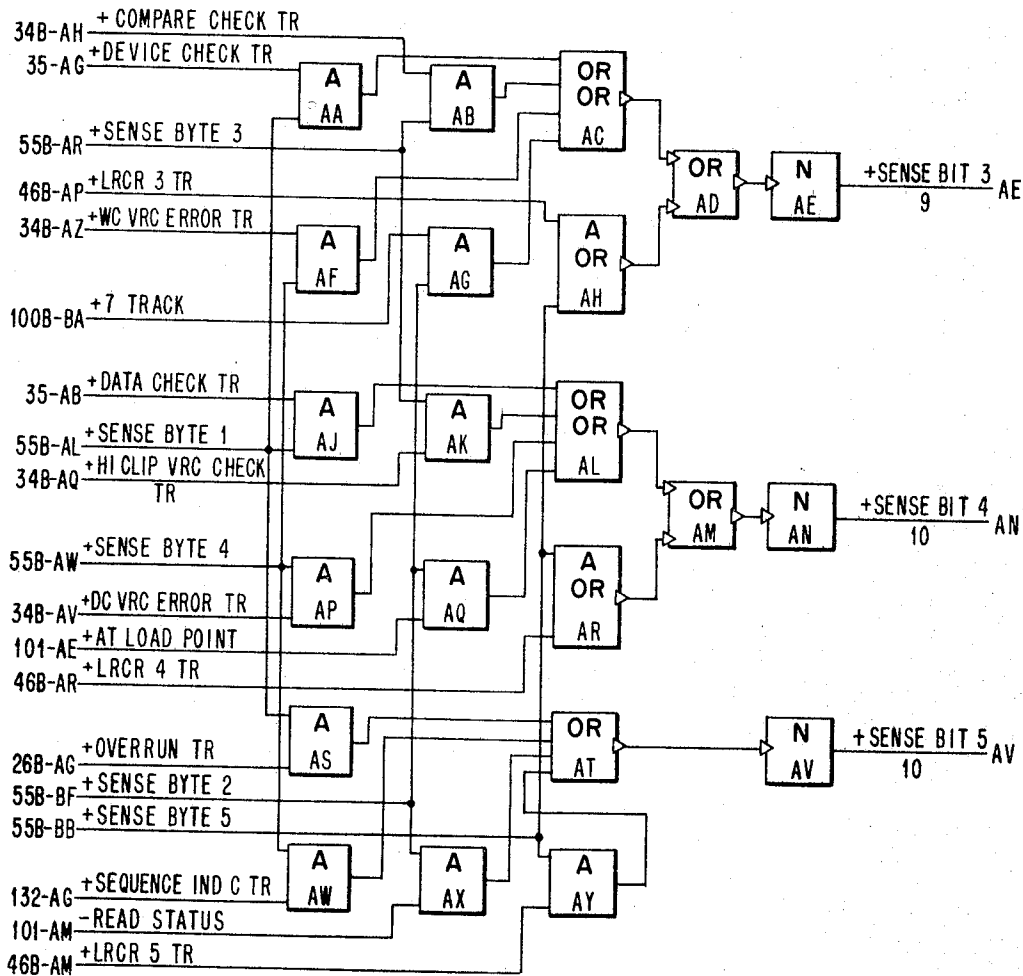 34B-AH + COMPARE CHECK TR
35-AG +DEVICE CHECK TR
A
AA
A
AB
OR
OR
AC
55B-AR +SENSE BYTE 3
46B-AP +LRCR 3 TR
34B-AZ +WC VRC ERROR TR
A
AF
A
AG
A
OR
AH
OR
AD
N
AE
+SENSE BIT 3
9
AE
100B-BA +7 TRACK
35-AB +DATA CHECK TR
55B-AL +SENSE BYTE 1
34B-AQ +HI CLIP VRC CHECK
TR
A
AJ
A
AK
OR
OR
AL
55B-AW +SENSE BYTE 4
34B-AV +DC VRC ERROR TR
101-AE +AT LOAD POINT
46B-AR +LRCR 4 TR
A
AP
A
AQ
A
OR
AR
OR
AM
N
AN
+SENSE BIT 4
10
AN
A
AS
OR
AT
N
AV
+SENSE BIT 5
10
AV
26B-AG +OVERRUN TR
55B-BF +SENSE BYTE 2
55B-BB +SENSE BYTE 5
A
AW
A
AX
A
AY
132-AG +SEQUENCE IND C TR
101-AM -READ STATUS
46B-AM +LRCR 5 TR